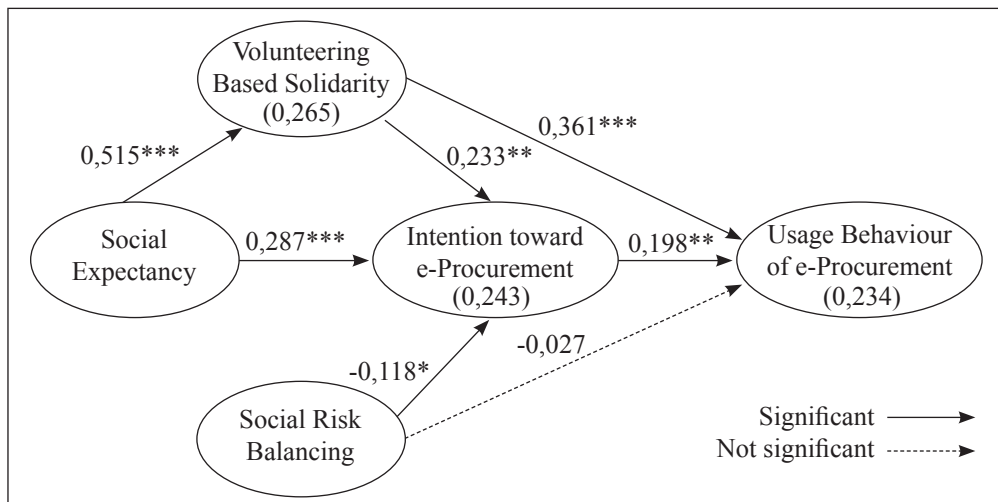 Volunteering
Based Solidarity
(0,265)
0,361***
0,515***
0,233**
Social
Expectancy
0,287***
Intention toward
e-Procurement
(0,243)
0,198**
Usage Behaviour
of e-Procurement
(0,234)
-0,118*
-0,027
Social Risk
Balancing
Significant
Not significant